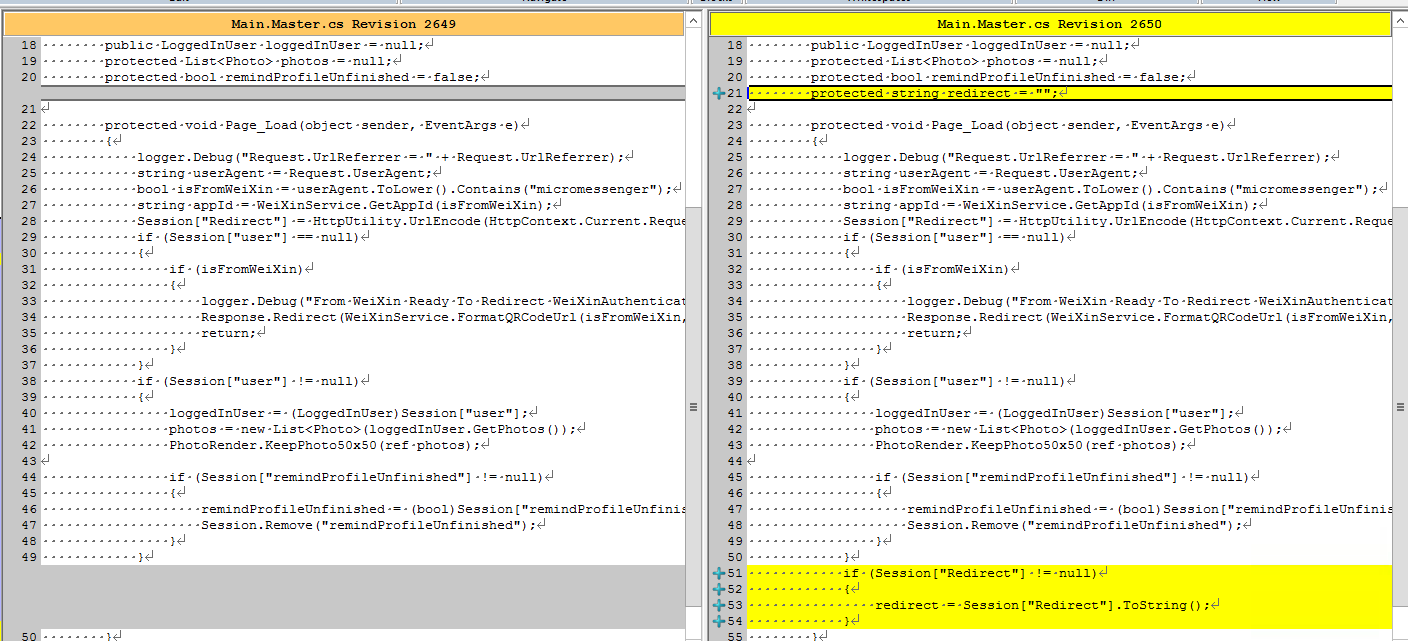 Main.Master.cs Revision 2649
18 public LoggedInUser loggedInUser = null;
19 protected List<Photo> photos = null;
20 protected bool remindProfileUnfinished = false;
21
22 protected void Page_Load(object sender, EventArgs e)
23 {
24 logger.Debug("Request.UrlReferrer = " + Request.UrlReferrer);
25 string userAgent = Request.UserAgent;
26 bool isFromWeiXin = userAgent.ToLower().Contains("micromessenger");
27 string appId = WeiXinService.GetAppId(isFromWeiXin);
28 Session["Redirect"] = HttpUtility.UrlEncode(HttpContext.Current.Reque
29 if (Session["user"] == null)
30 {
31 if (isFromWeiXin)
32 {
33 logger.Debug("From WeiXin Ready To Redirect WeiXinAuthenticat
34 Response.Redirect(WeiXinService.FormatQRCodeUrl(isFromWeiXin,
35 return;
36 }
37 }
38 if (Session["user"] != null)
39 {
40 loggedInUser = (LoggedInUser)Session["user"];
41 photos = new List<Photo>(loggedInUser.GetPhotos());
42 PhotoRender.KeepPhoto50x50(ref photos);
43
44 if (Session["remindProfileUnfinished"] != null)
45 {
46 remindProfileUnfinished = (bool)Session["remindProfileUnfinis
47 Session.Remove("remindProfileUnfinished");
48 }
49 }
50 }
Main.Master.cs Revision 2650
18 public LoggedInUser loggedInUser = null;
19 protected List<Photo> photos = null;
20 protected bool remindProfileUnfinished = false;
21 protected string redirect = "";
22
23 protected void Page_Load(object sender, EventArgs e)
24 {
25 logger.Debug("Request.UrlReferrer = " + Request.UrlReferrer);
26 string userAgent = Request.UserAgent;
27 bool isFromWeiXin = userAgent.ToLower().Contains("micromessenger");
28 string appId = WeiXinService.GetAppId(isFromWeiXin);
29 Session["Redirect"] = HttpUtility.UrlEncode(HttpContext.Current.Reque
30 if (Session["user"] == null)
31 {
32 if (isFromWeiXin)
33 {
34 logger.Debug("From WeiXin Ready To Redirect WeiXinAuthenticat
35 Response.Redirect(WeiXinService.FormatQRCodeUrl(isFromWeiXin,
36 return;
37 }
38 }
39 if (Session["user"] != null)
40 {
41 loggedInUser = (LoggedInUser)Session["user"];
42 photos = new List<Photo>(loggedInUser.GetPhotos());
43 PhotoRender.KeepPhoto50x50(ref photos);
44
45 if (Session["remindProfileUnfinished"] != null)
46 {
47 remindProfileUnfinished = (bool)Session["remindProfileUnfinis
48 Session.Remove("remindProfileUnfinished");
49 }
50 }
51 if (Session["Redirect"] != null)
52 {
53 redirect = Session["Redirect"].ToString();
54 }
55 }